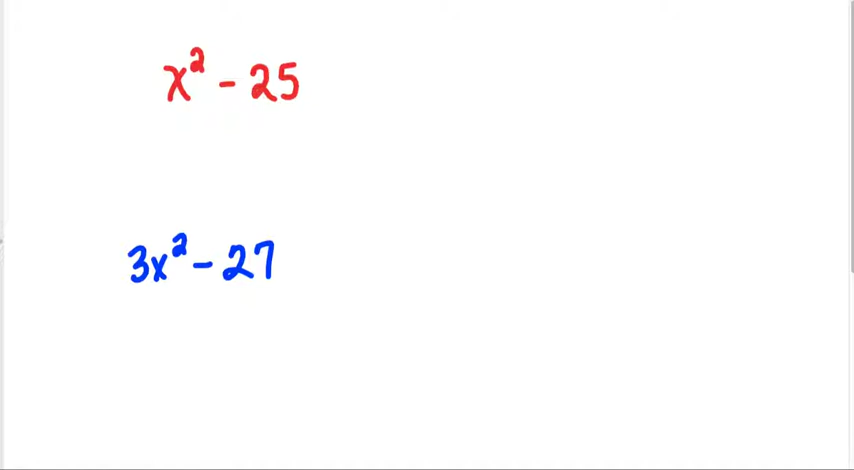 x² - 25
3x² - 27